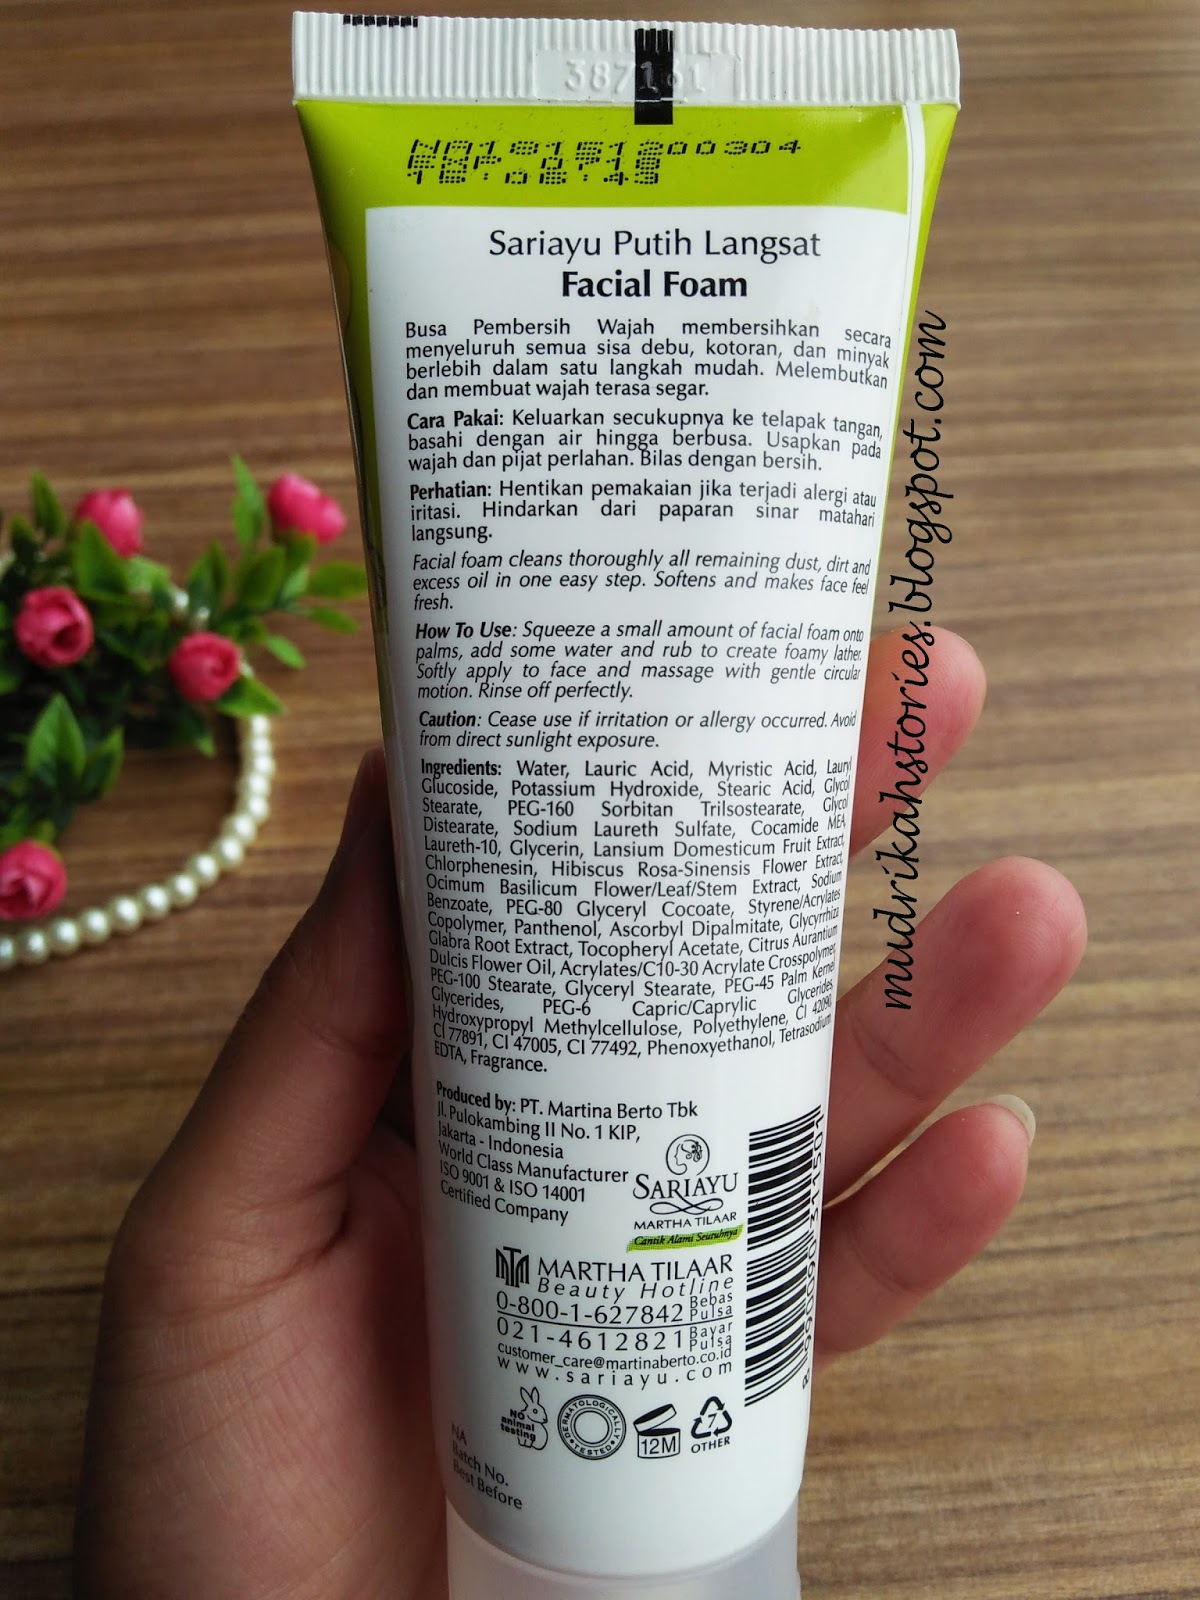 387161
Sariayu Putih Langsat
Facial Foam
Busa Pembersih Wajah membersihkan secara
menyeluruh semua sisa debu, kotoran, dan minyak
berlebih dalam satu langkah mudah. Melembutkan
dan membuat wajah terasa segar.
Cara Pakai: Keluarkan secukupnya ke telapak tangan,
basahi dengan air hingga berbusa. Usapkan pada
wajah dan pijat perlahan. Bilas dengan bersih.
Perhatian: Hentikan pemakaian jika terjadi alergi atau
iritasi. Hindarkan dari paparan sinar matahari
langsung.
Facial foam cleans thoroughly all remaining dust, dirt and
excess oil in one easy step. Softens and makes face feel
fresh.
How To Use: Squeeze a small amount of facial foam onto
palms, add some water and rub to create foamy lather.
Softly apply to face and massage with gentle circular
motion. Rinse off perfectly.
Caution: Cease use if irritation or allergy occurred. Avoid
from direct sunlight exposure.
Ingredients: Water, Lauric Acid, Myristic Acid, Lauryl
Glucoside, Potassium Hydroxide, Stearic Acid, Glycol
Stearate, PEG-160 Sorbitan Trilsostearate, Glycol
Distearate, Sodium Laureth Sulfate, Cocamide MEA,
Laureth-10, Glycerin, Lansium Domesticum Fruit Extract,
Chlorphenesin, Hibiscus Rosa-Sinensis Flower Extract,
Ocimum Basilicum Flower/Leaf/Stem Extract, Sodium
Benzoate, PEG-80 Glyceryl Cocoate, Styrene/Acrylates
Copolymer, Panthenol, Ascorbyl Dipalmitate, Glycyrrhiza
Glabra Root Extract, Tocopheryl Acetate, Citrus Aurantium
Dulcis Flower Oil, Acrylates/C10-30 Acrylate Crosspolymer,
PEG-100 Stearate, Glyceryl Stearate, PEG-45 Palm Kernel
Glycerides, PEG-6 Capric/Caprylic Glycerides,
Hydroxypropyl Methylcellulose, Polyethylene, CI 42090,
CI 77891, CI 47005, CI 77492, Phenoxyethanol, Tetrasodium
EDTA, Fragrance.
Produced by: PT. Martina Berto Tbk
Jl. Pulokambing II No. 1 KIP,
Jakarta - Indonesia
World Class Manufacturer
ISO 9001 & ISO 14001
Certified Company
SARIAYU
MARTHA TILAAR
Cantik Alami Seutuhnya
MARTHA TILAAR
Beauty Hotline
0-800-1-627842 Bebas Pulsa
021-4612821 Bayar Pulsa
customer_care@martinaberto.co.id
www.sariayu.com
NO
animal
testing
DERMATOLOGICALLY TESTED
12M
7
OTHER
NA
Batch No.
Best Before
mudrikahstories.blogspot.com